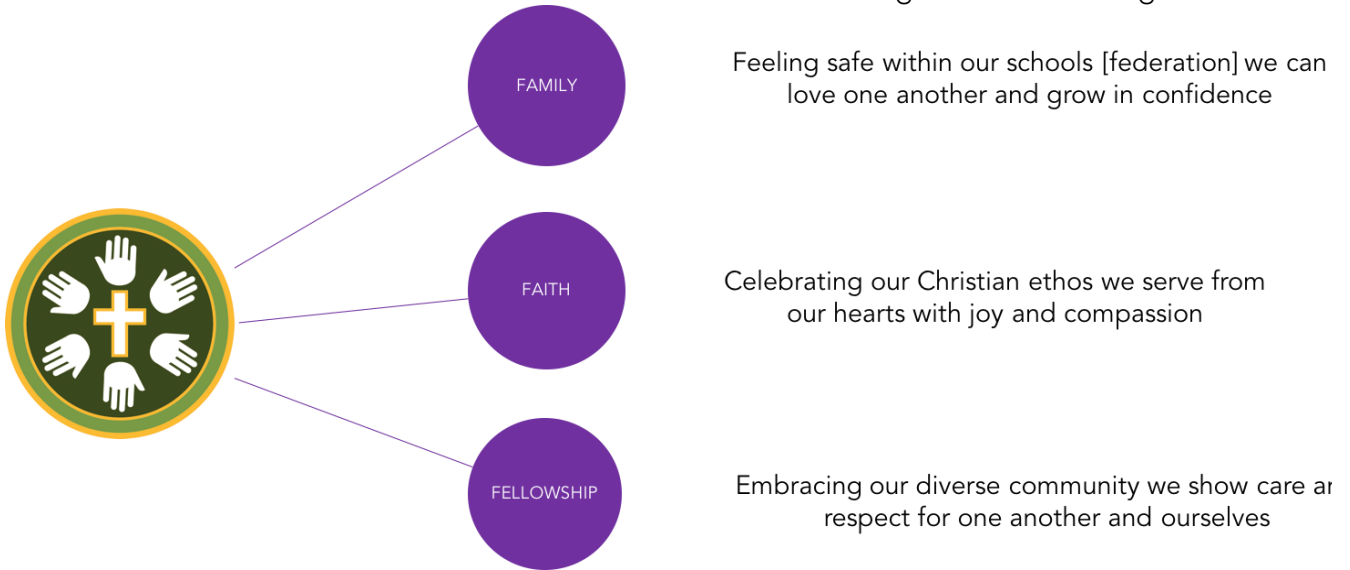 FAMILY
Feeling safe within our schools [federation] we can
love one another and grow in confidence
FAITH
Celebrating our Christian ethos we serve from
our hearts with joy and compassion
FELLOWSHIP
Embracing our diverse community we show care
respect for one another and ourselves